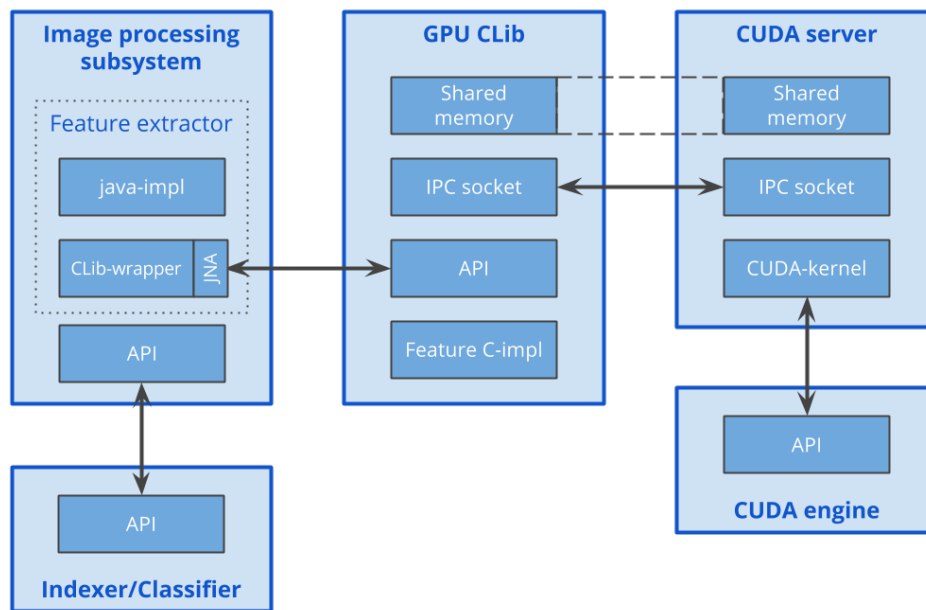 Image processing
subsystem
Feature extractor
java-impl
CLib-wrapper
JNA
API
API
Indexer/Classifier
GPU CLib
Shared
memory
IPC socket
API
Feature C-impl
CUDA server
Shared
memory
IPC socket
CUDA-kernel
API
CUDA engine